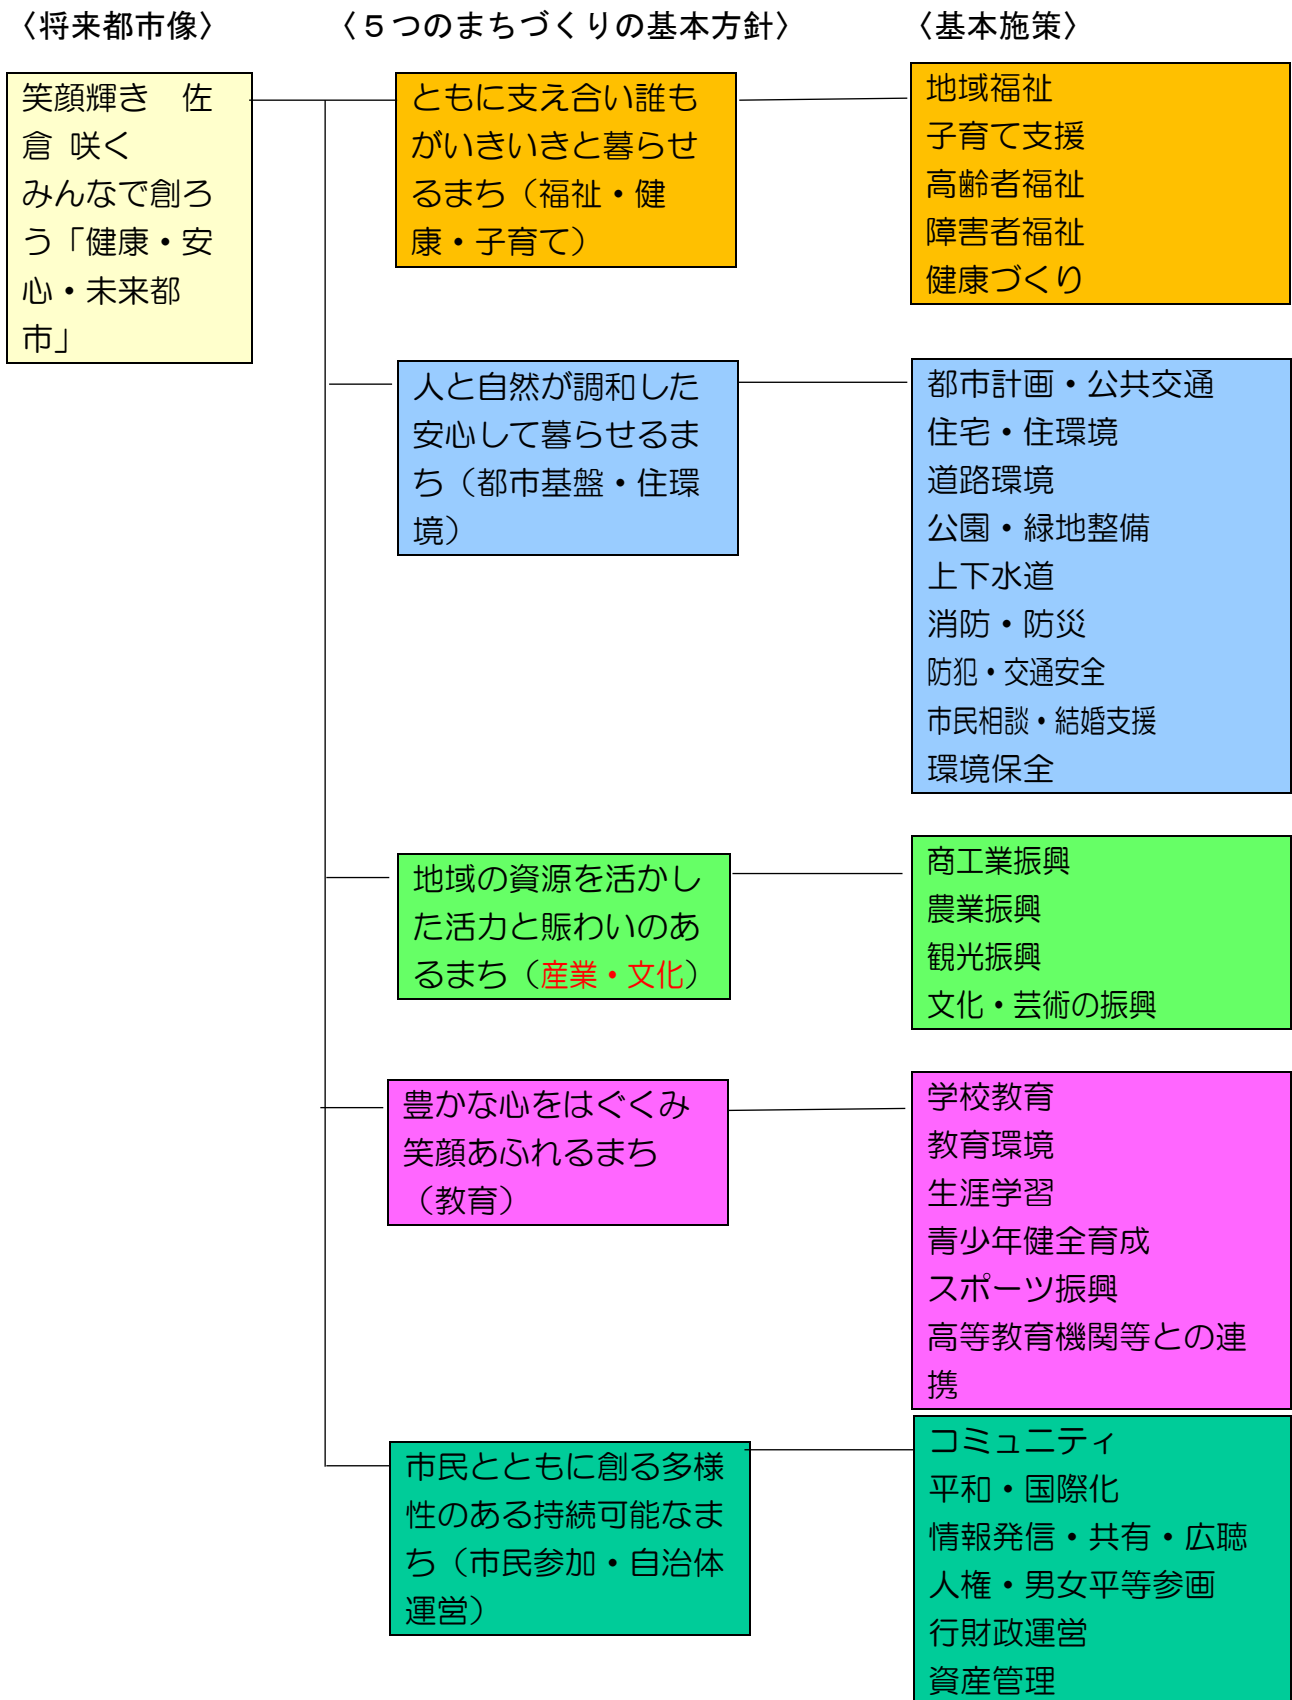 〈将来都市像〉
〈５つのまちづくりの基本方針〉
〈基本施策〉
笑顔輝き　佐
倉 咲く
みんなで創ろ
う「健康・安
心・未来都
市」
ともに支え合い誰も
がいきいきと暮らせ
るまち（福祉・健
康・子育て）
地域福祉
子育て支援
高齢者福祉
障害者福祉
健康づくり
人と自然が調和した
安心して暮らせるま
ち（都市基盤・住環
境）
都市計画・公共交通
住宅・住環境
道路環境
公園・緑地整備
上下水道
消防・防災
防犯・交通安全
市民相談・結婚支援
環境保全
地域の資源を活かし
た活力と賑わいのあ
るまち（産業・文化）
商工業振興
農業振興
観光振興
文化・芸術の振興
豊かな心をはぐくみ
笑顔あふれるまち
（教育）
学校教育
教育環境
生涯学習
青少年健全育成
スポーツ振興
高等教育機関等との連
携
市民とともに創る多様
性のある持続可能なま
ち（市民参加・自治体
運営）
コミュニティ
平和・国際化
情報発信・共有・広聴
人権・男女平等参画
行財政運営
資産管理